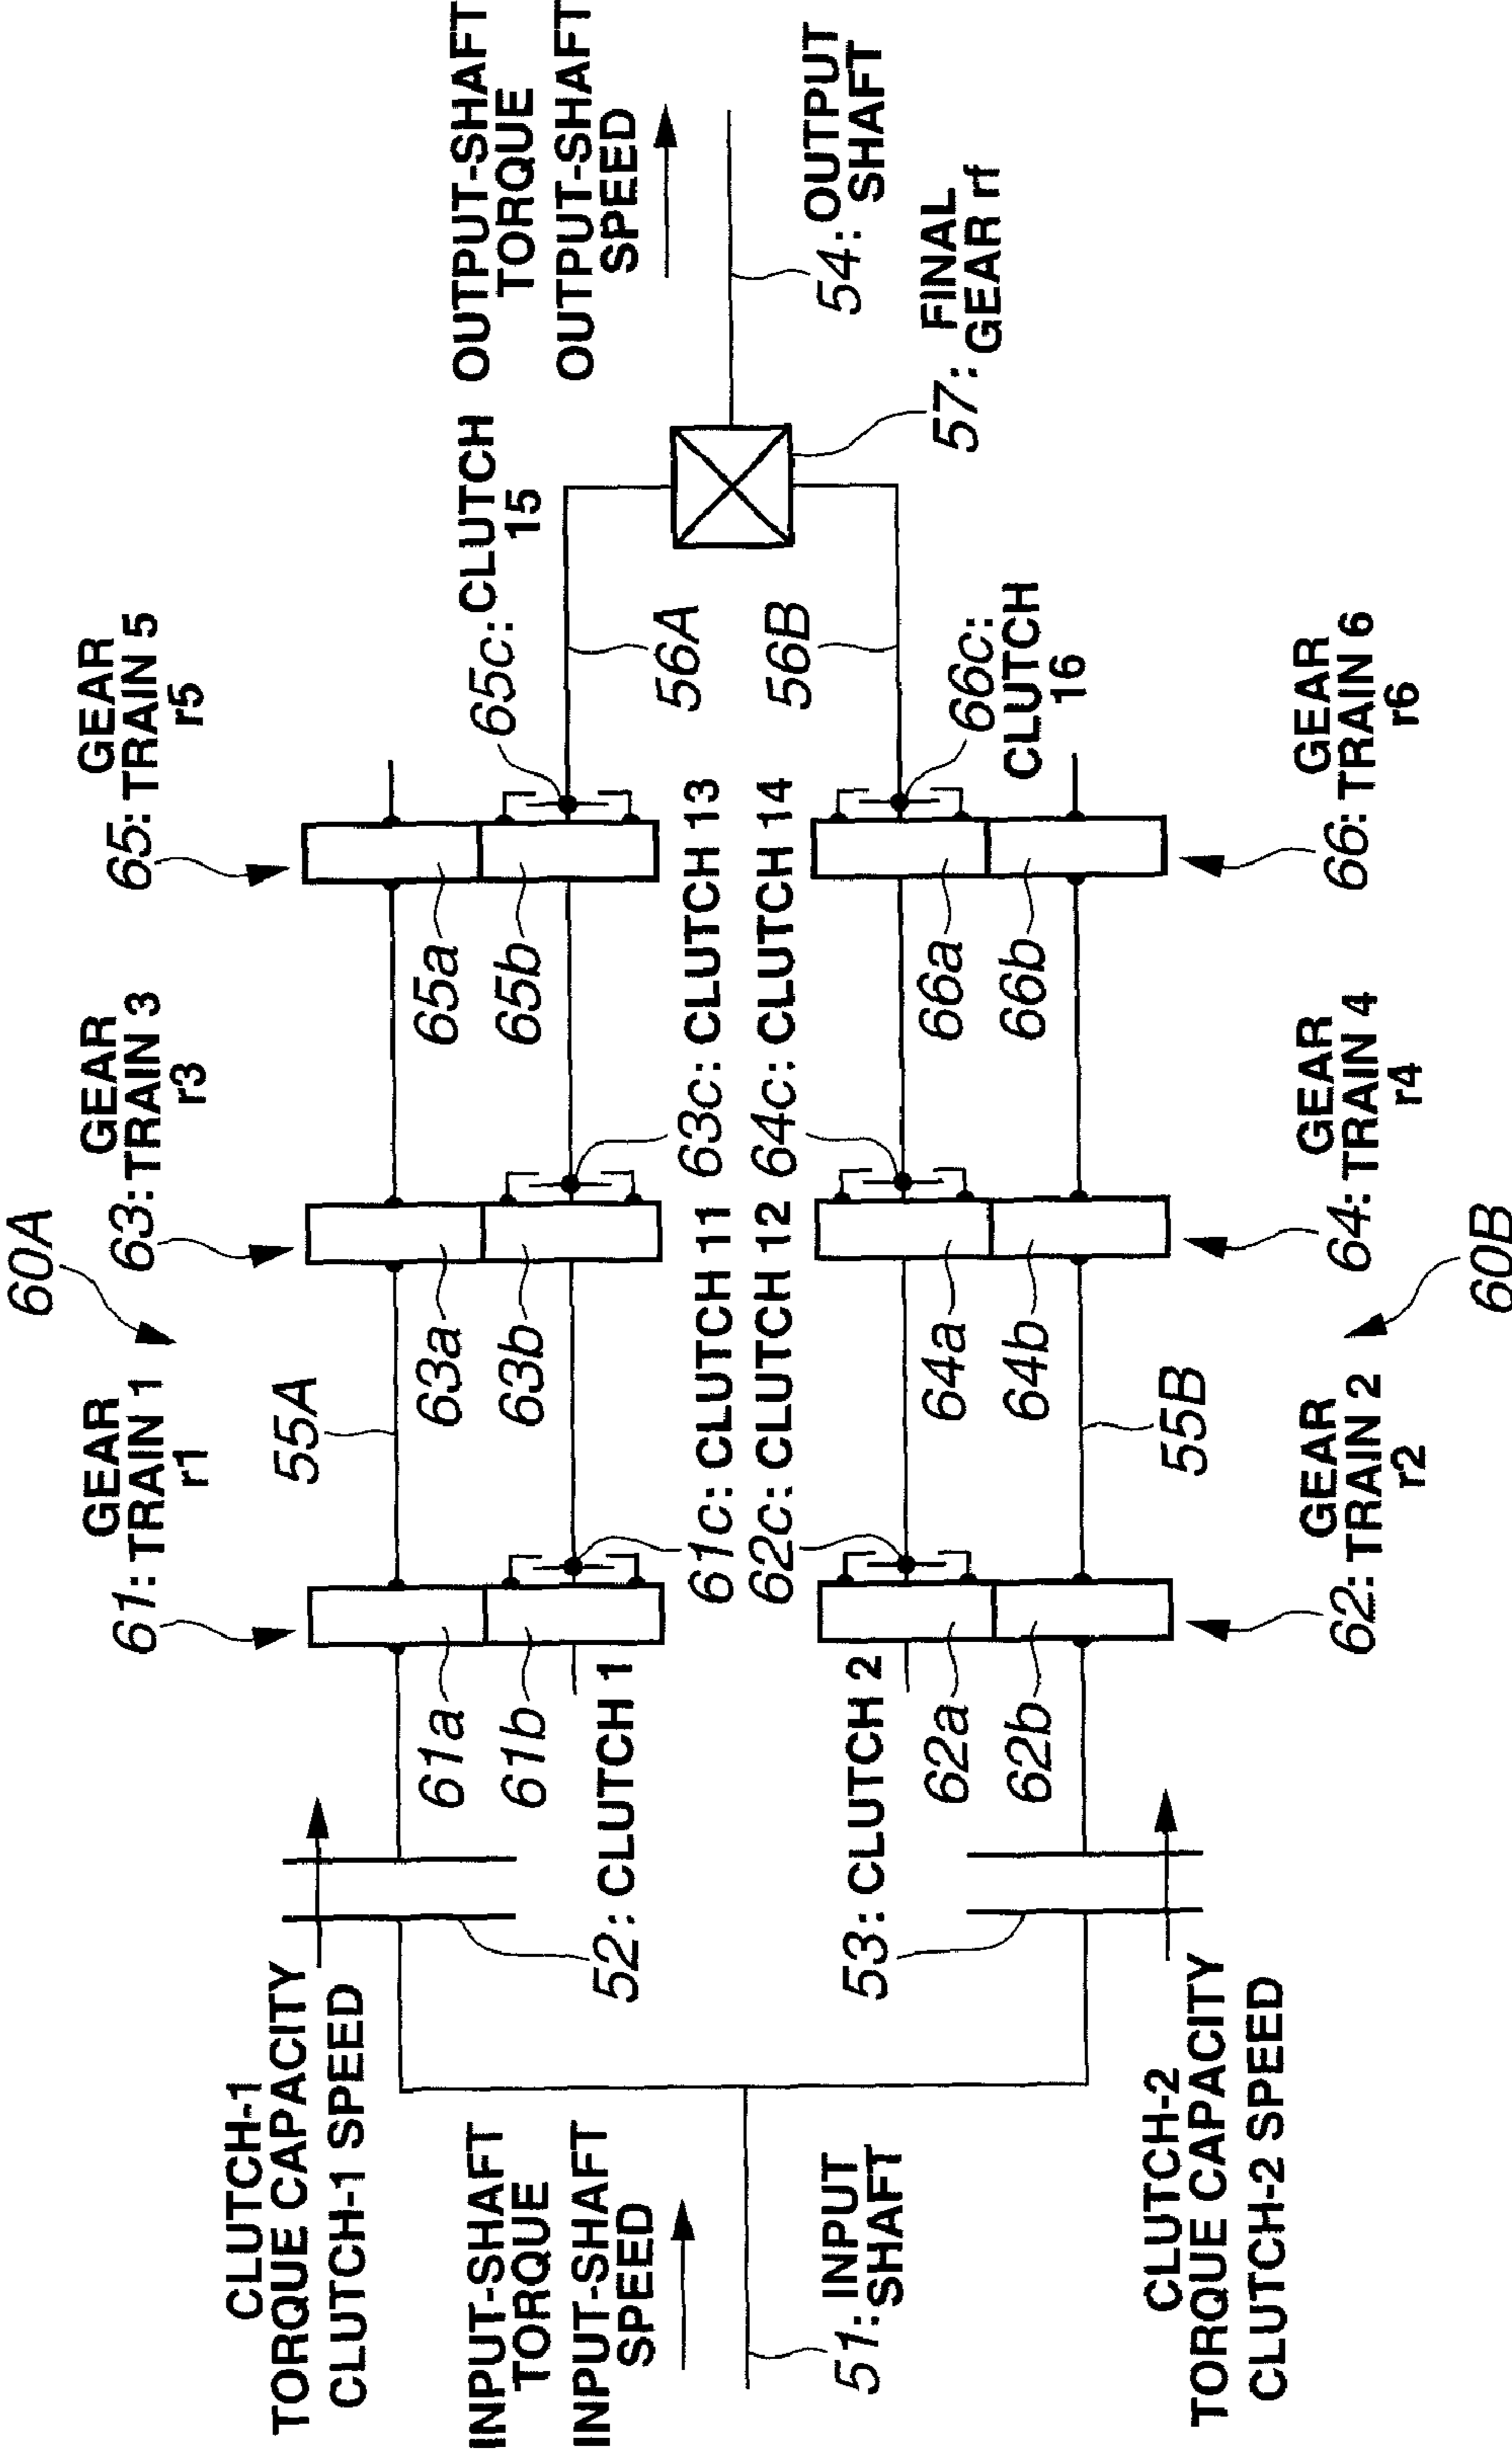 60A
GEAR
61: TRAIN 1
r1
GEAR
63: TRAIN 3
r3
GEAR
65: TRAIN 5
r5
CLUTCH-1
TORQUE CAPACITY
CLUTCH-1 SPEED
55A
61a
61b
63a
63b
65a
65b
65c: CLUTCH
15
OUTPUT-SHAFT
TORQUE
OUTPUT-SHAFT
SPEED
INPUT-SHAFT
TORQUE
INPUT-SHAFT
SPEED
52: CLUTCH 1
56A
61c: CLUTCH 11
63c: CLUTCH 13
62c: CLUTCH 12
64c: CLUTCH 14
56B
51: INPUT
SHAFT
53: CLUTCH 2
54: OUTPUT
SHAFT
57: FINAL
GEAR rf
62a
62b
64a
64b
66a
66b
66c:
CLUTCH
16
55B
CLUTCH-2
TORQUE CAPACITY
CLUTCH-2 SPEED
GEAR
62: TRAIN 2
r2
GEAR
64: TRAIN 4
r4
GEAR
66: TRAIN 6
r6
60B